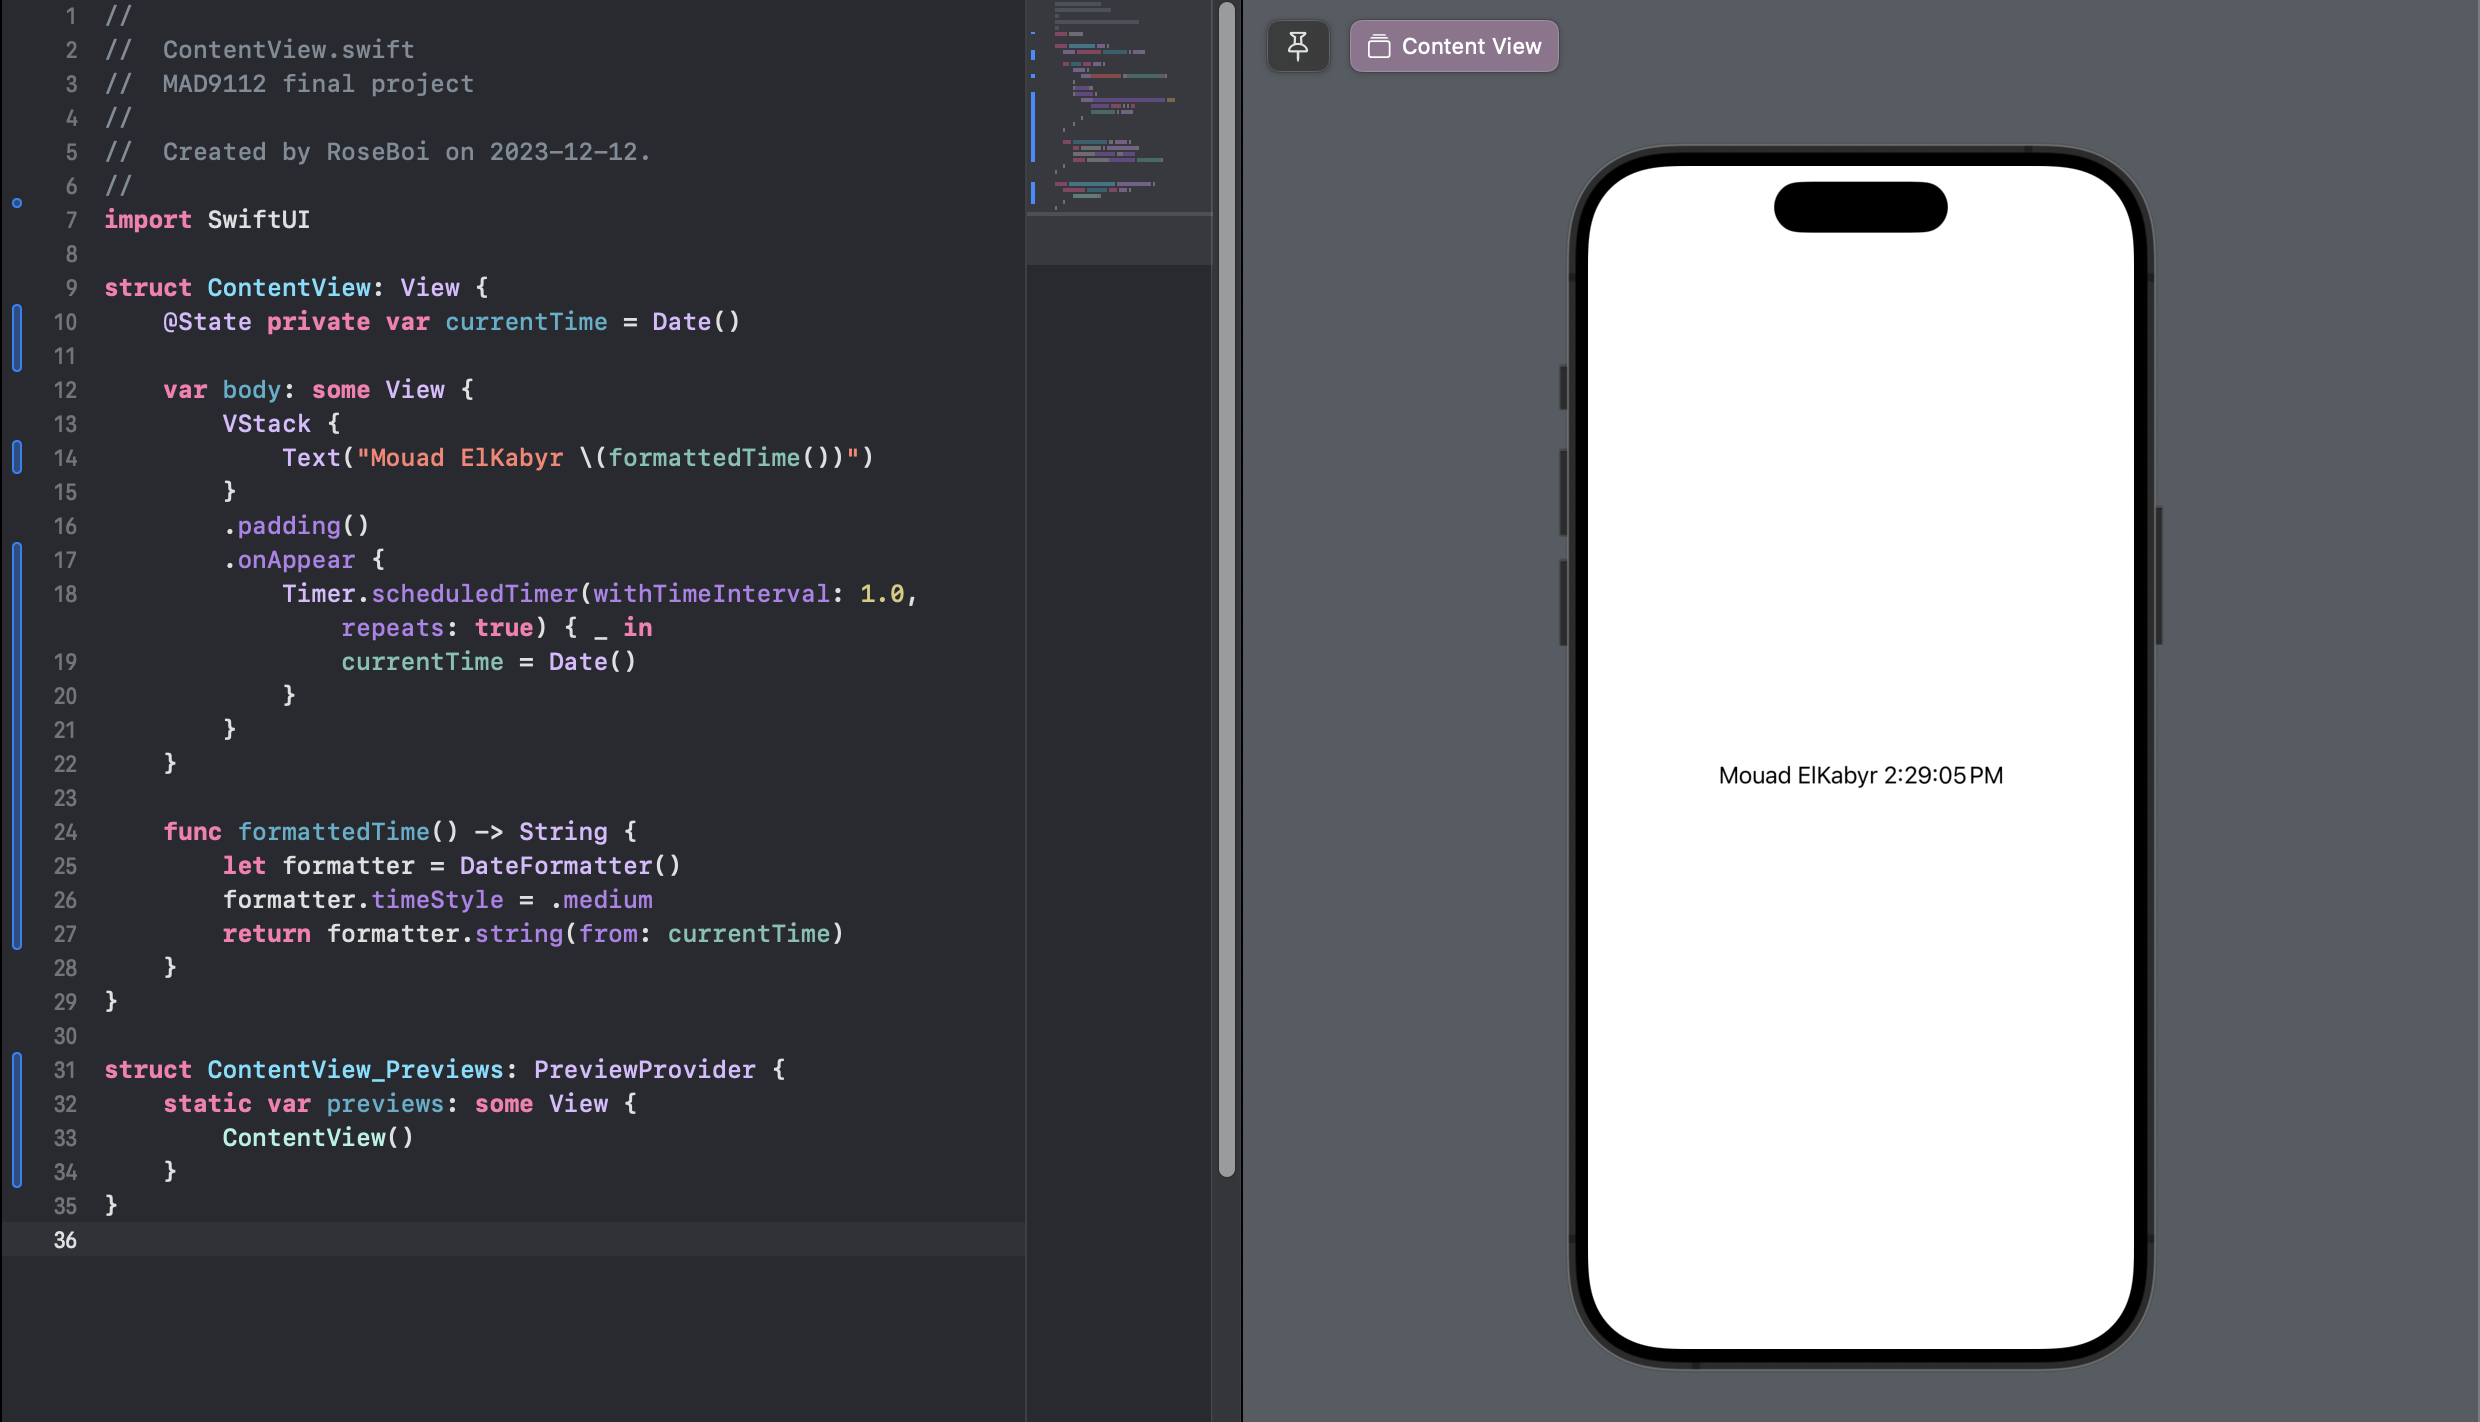 1 //
2 //  ContentView.swift
3 //  MAD9112 final project
4 //
5 //  Created by RoseBoi on 2023-12-12.
6 //
7 import SwiftUI
8
9 struct ContentView: View {
10     @State private var currentTime = Date()
11
12     var body: some View {
13         VStack {
14             Text("Mouad ElKabyr \(formattedTime())")
15         }
16         .padding()
17         .onAppear {
18             Timer.scheduledTimer(withTimeInterval: 1.0,
                repeats: true) { _ in
19                 currentTime = Date()
20             }
21         }
22     }
23
24     func formattedTime() -> String {
25         let formatter = DateFormatter()
26         formatter.timeStyle = .medium
27         return formatter.string(from: currentTime)
28     }
29 }
30
31 struct ContentView_Previews: PreviewProvider {
32     static var previews: some View {
33         ContentView()
34     }
35 }
36
Content View
Mouad ElKabyr 2:29:05 PM